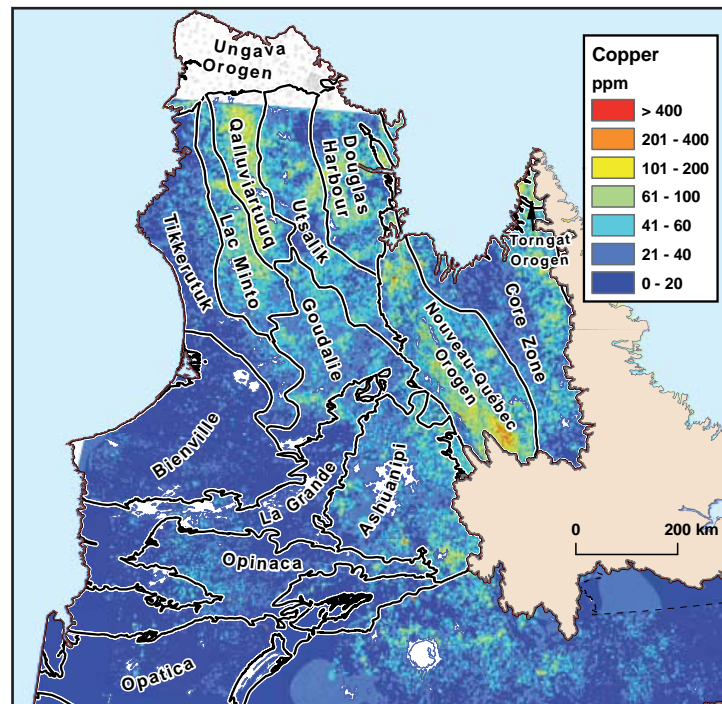 Ungava
Orogen
Copper
ppm
> 400
201 - 400
101 - 200
61 - 100
41 - 60
21 - 40
0 - 20
Qalluviartuuq
Douglas
Harbour
Utsalik
Tikkerutuk
Lac Minto
Goudalie
Torngat
Orogen
Core Zone
Nouveau-Québec
Orogen
Bienville
La Grande
Ashuanipi
Opinaca
Opatica
0 200 km